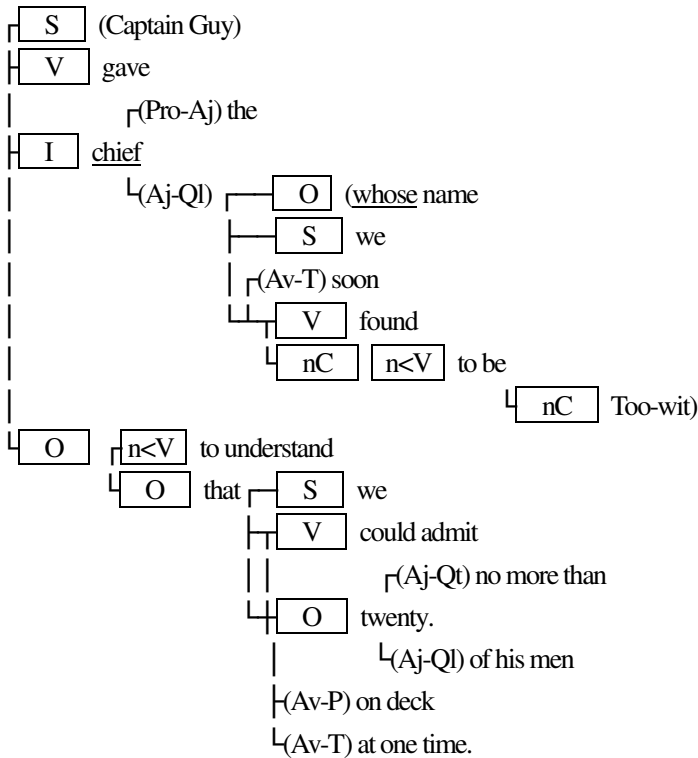 S (Captain Guy)
V gave
(Pro-Aj) the
I chief
(Aj-Ql) O (whose name
S we
(Av-T) soon
V found
nC n<V to be
nC Too-wit)
O n<V to understand
O that S we
V could admit
(Aj-Qt) no more than
O twenty.
(Aj-Ql) of his men
(Av-P) on deck
(Av-T) at one time.